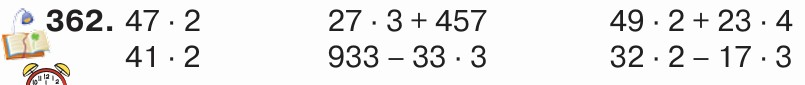 362. 47 · 2 27 · 3 + 457 49 · 2 + 23 · 4
41 · 2 933 – 33 · 3 32 · 2 – 17 · 3